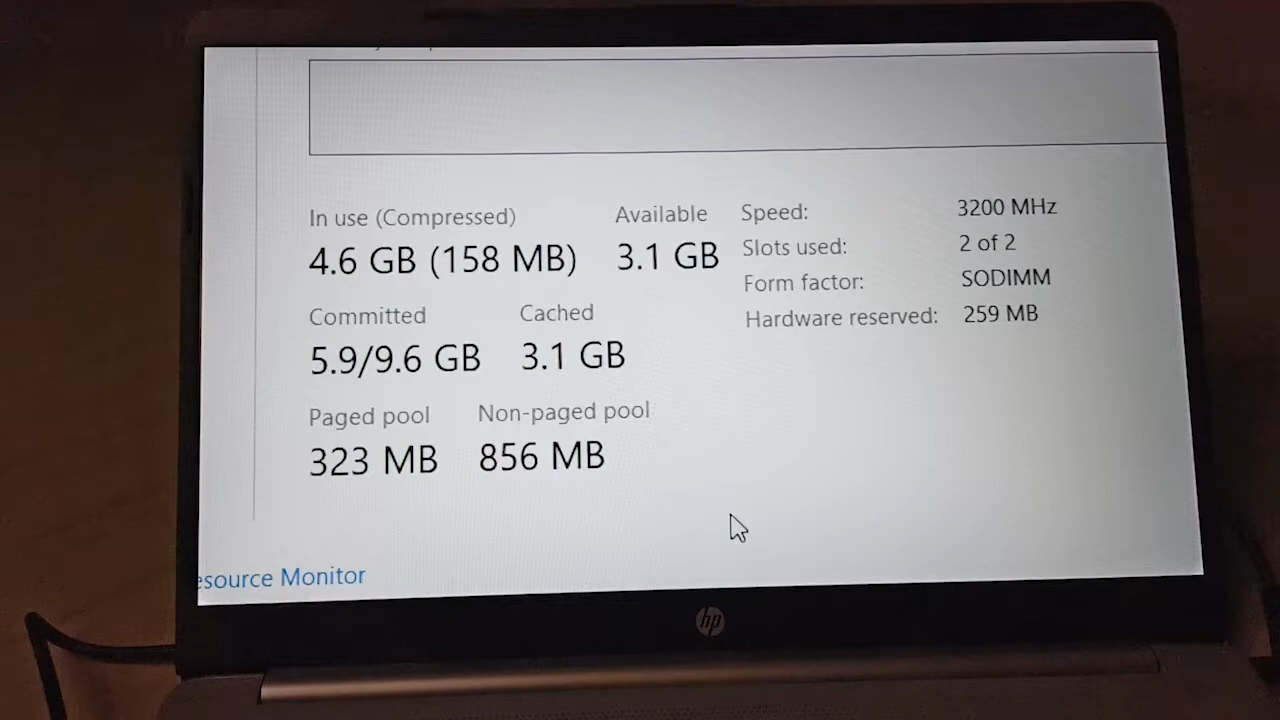 In use (Compressed) Available
4.6 GB (158 MB) 3.1 GB
Committed Cached
5.9/9.6 GB 3.1 GB
Paged pool Non-paged pool
323 MB 856 MB
Speed: 3200 MHz
Slots used: 2 of 2
Form factor: SODIMM
Hardware reserved: 259 MB
esource Monitor
hp